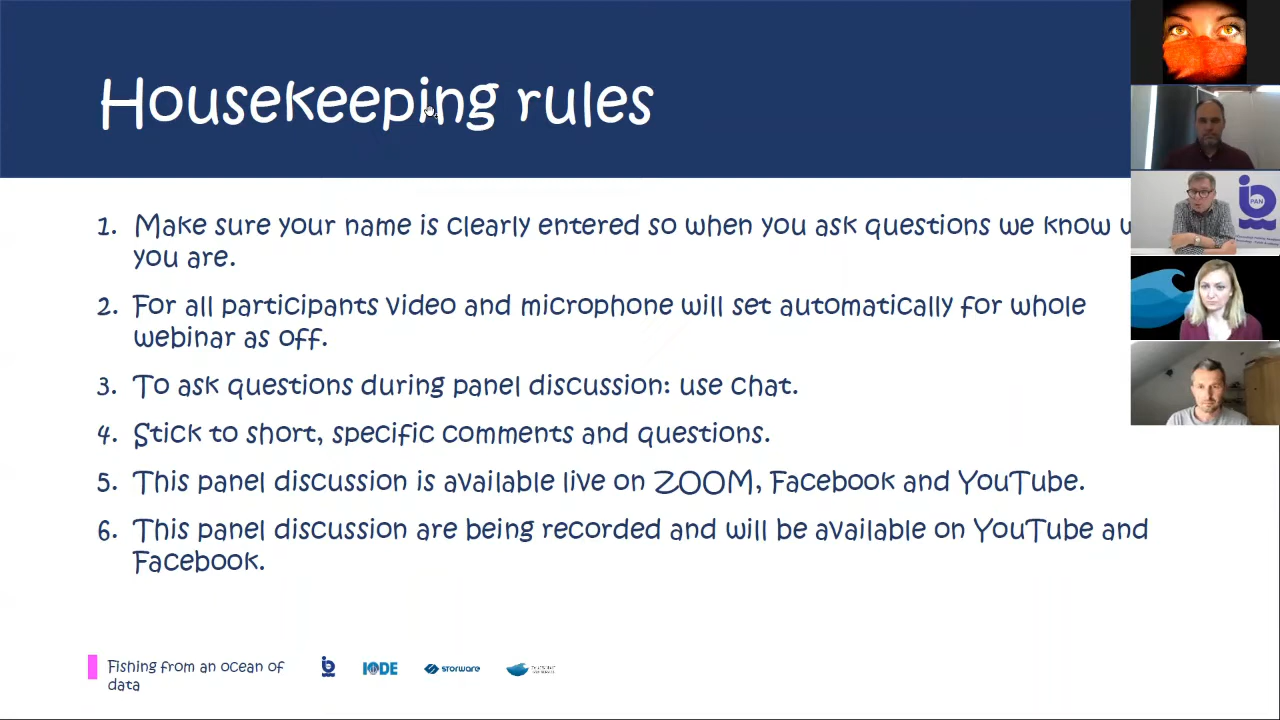 Housekeeping rules
1. Make sure your name is clearly entered so when you ask questions we know
you are.
2. For all participants video and microphone will set automatically for whole
webinar as off.
3. To ask questions during panel discussion: use chat.
4. Stick to short, specific comments and questions.
5. This panel discussion is available live on ZOOM, Facebook and YouTube.
6. This panel discussion are being recorded and will be available on YouTube and
Facebook.
PAN
Fishing from an ocean of
data
IODE
STORWARE